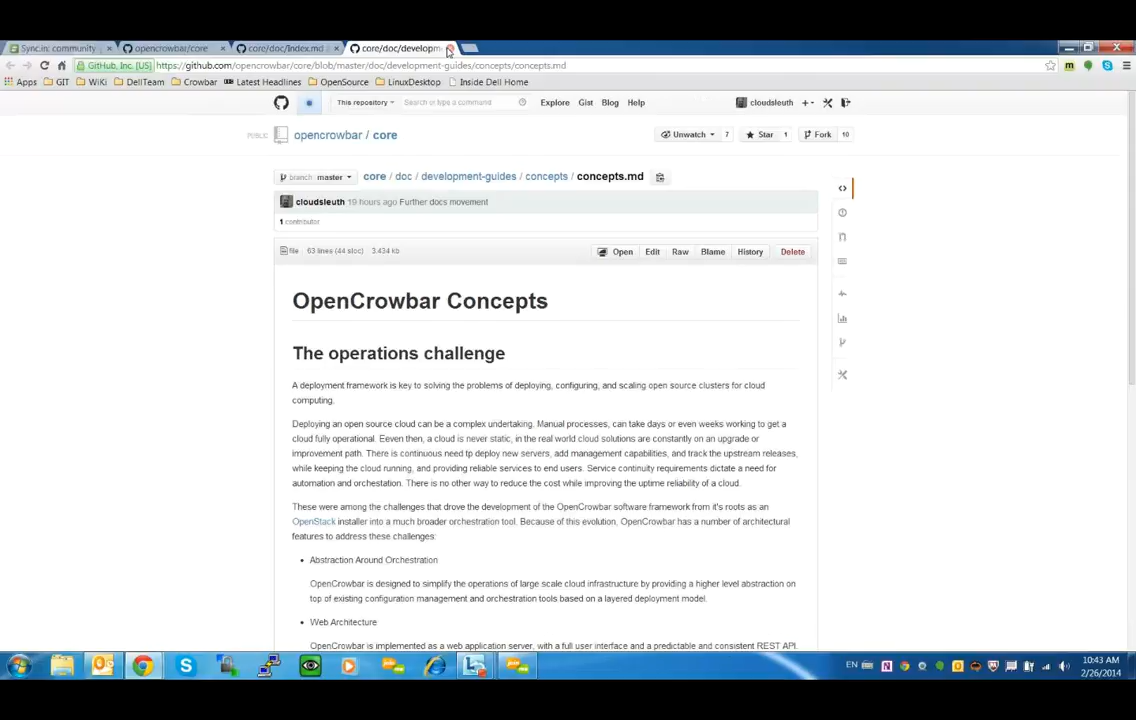 Sync.in: community
opencrowbar/core
core/doc/Index.md
core/doc/developm
GitHub, Inc. [US] https://github.com/opencrowbar/core/blob/master/doc/development-guides/concepts/concepts.md
Apps GIT WiKi DellTeam Crowbar Latest Headlines OpenSource LinuxDesktop Inside Dell Home
This repository Search or type a command Explore Gist Blog Help cloudsleuth
PUBLIC opencrowbar / core Unwatch 7 Star 1 Fork 10
branch: master core / doc / development-guides / concepts / concepts.md
cloudsleuth 19 hours ago Further docs movement
1 contributor
file 63 lines (44 sloc) 3.434 kb Open Edit Raw Blame History Delete
OpenCrowbar Concepts
The operations challenge
A deployment framework is key to solving the problems of deploying, configuring, and scaling open source clusters for cloud
computing.
Deploying an open source cloud can be a complex undertaking. Manual processes, can take days or even weeks working to get a
cloud fully operational. Eeven then, a cloud is never static, in the real world cloud solutions are constantly on an upgrade or
improvement path. There is continuous need tp deploy new servers, add management capabilities, and track the upstream releases,
while keeping the cloud running, and providing reliable services to end users. Service continuity requirements dictate a need for
automation and orchestration. There is no other way to reduce the cost while improving the uptime reliability of a cloud.
These were among the challenges that drove the development of the OpenCrowbar software framework from it's roots as an
OpenStack installer into a much broader orchestration tool. Because of this evolution, OpenCrowbar has a number of architectural
features to address these challenges:
• Abstraction Around Orchestration
OpenCrowbar is designed to simplify the operations of large scale cloud infrastructure by providing a higher level abstraction on
top of existing configuration management and orchestration tools based on a layered deployment model.
• Web Architecture
OpenCrowbar is implemented as a web application server, with a full user interface and a predictable and consistent REST API.
EN
10:43 AM
2/26/2014